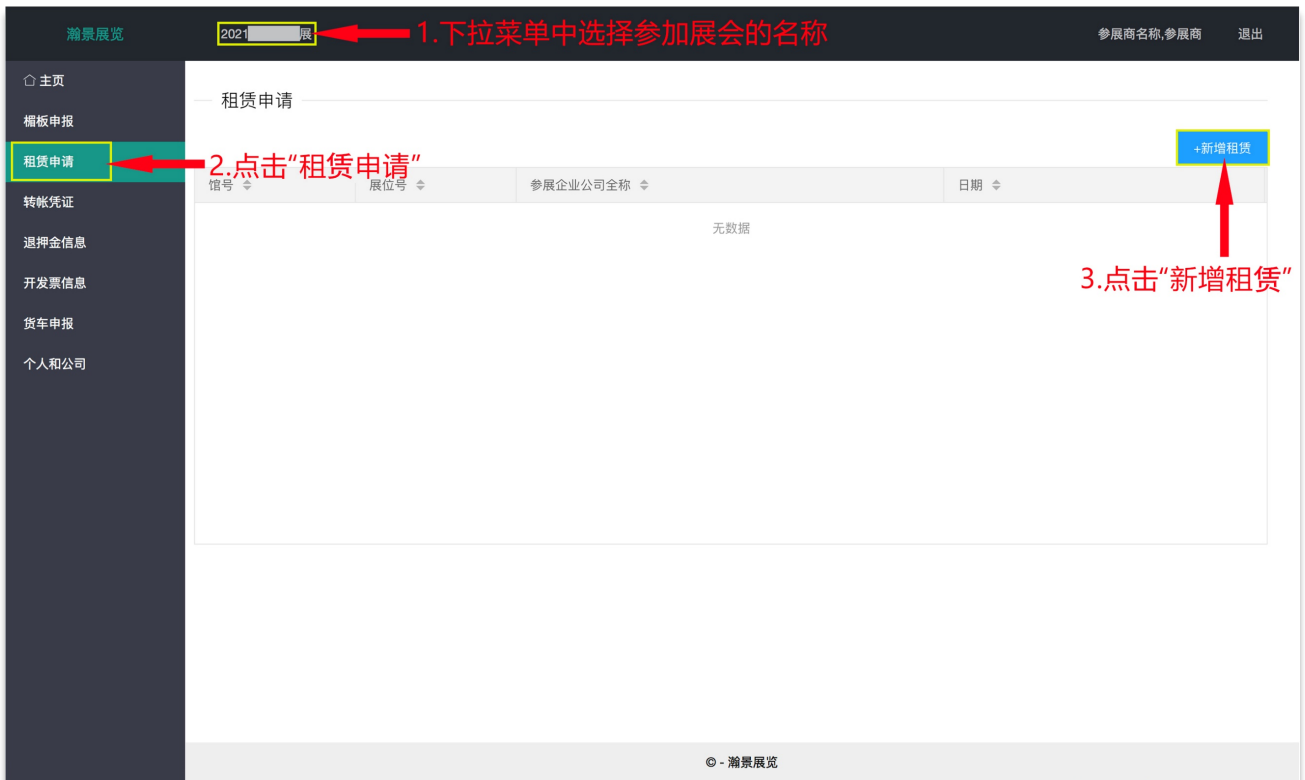 瀚景展览
2021 展
1.下拉菜单中选择参加展会的名称
参展商名称,参展商
退出
主页
楣板申报
租赁申请
转帐凭证
退押金信息
开发票信息
货车申报
个人和公司
租赁申请
+新增租赁
2.点击“租赁申请”
馆号 展位号 参展企业公司全称 日期
无数据
3.点击“新增租赁”
© - 瀚景展览